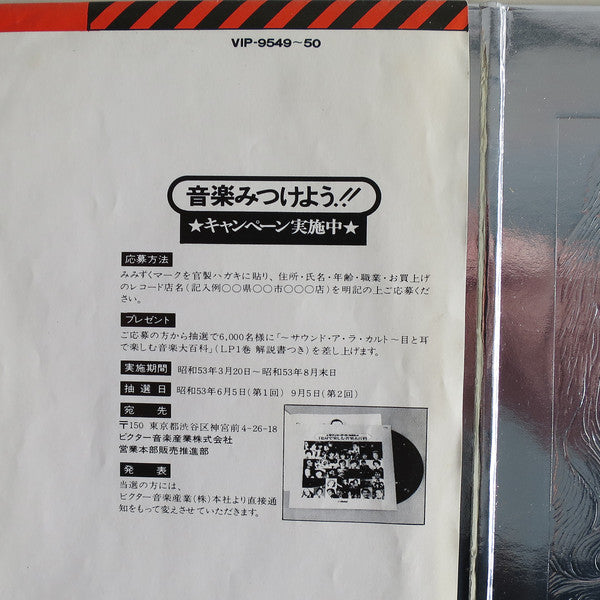 VIP-9549～50
音楽みつけよう.!!
★キャンペーン実施中★
応募方法
みみずくマークを官製ハガキに貼り、住所・氏名・年齢・職業・お買上げ
のレコード店名(記入例○○県○○市○○○店)を明記の上ご応募くだ
さい。
プレゼント
ご応募の方から抽選で6,000名様に「～サウンド・ア・ラ・カルト～目と耳
で楽しむ音楽大百科」(LP1巻 解説書つき)を差し上げます。
実施期間 昭和53年3月20～昭和53年8月末日
抽選日 昭和53年6月5日(第1回) 9月5日(第2回)
宛先
〒150 東京都渋谷区神宮前4-26-18
ビクター音楽産業株式会社
営業本部販売推進部
発表
当選の方には、
ビクター音楽産業(株)本社より直接通
知をもって変えさせていただきます。